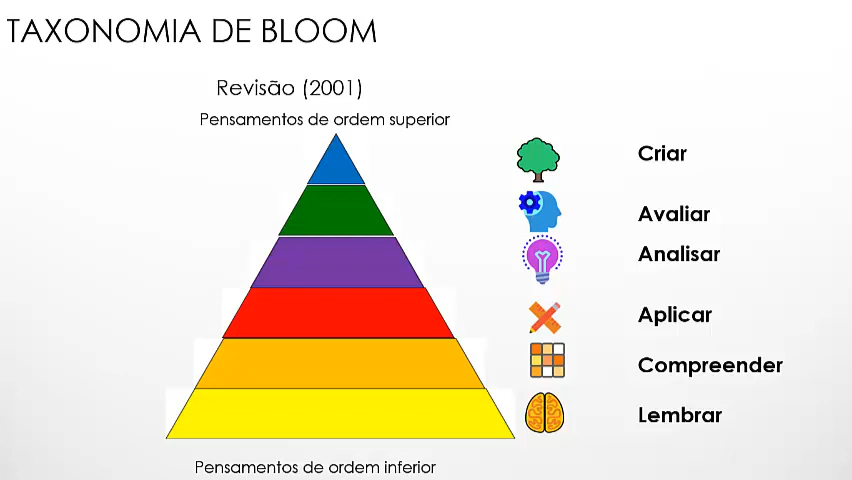 TAXONOMIA DE BLOOM
Revisão (2001)
Pensamentos de ordem superior
Criar
Avaliar
Analisar
Aplicar
Compreender
Lembrar
Pensamentos de ordem inferior